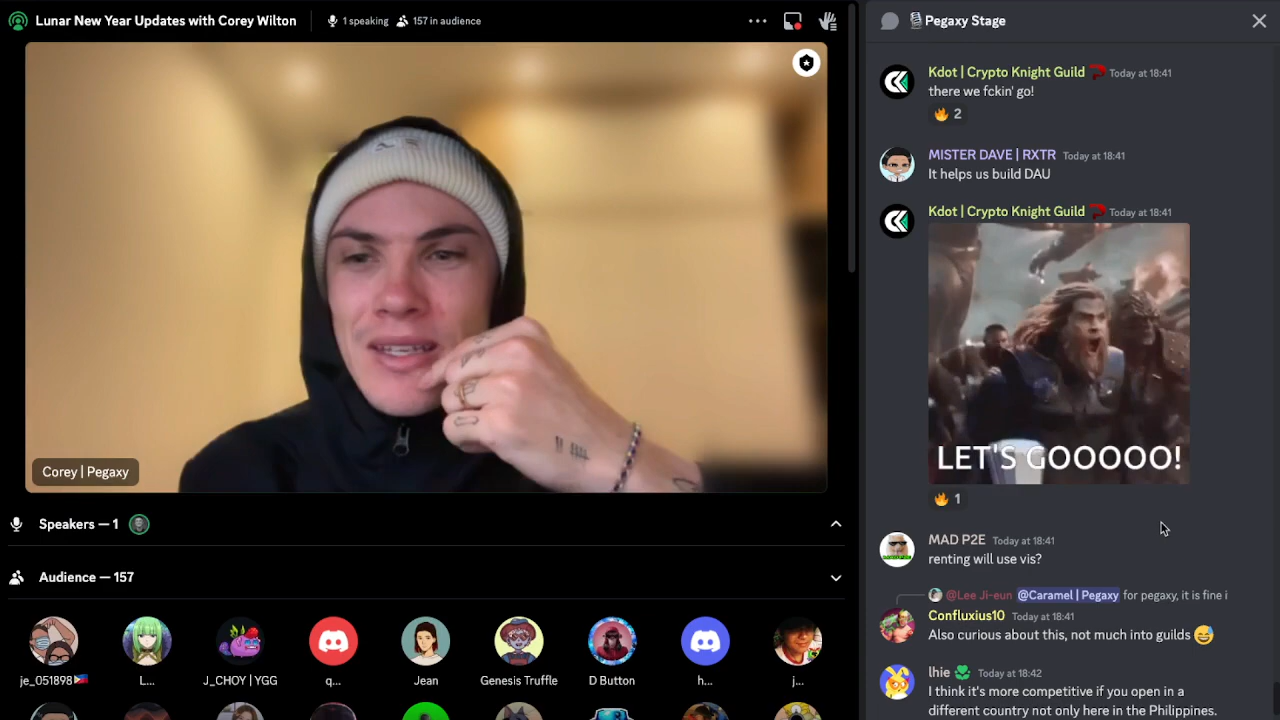 Lunar New Year Updates with Corey Wilton
1 speaking
157 in audience
Corey | Pegaxy
Speakers — 1
Audience — 157
je_051898🇵🇭
L...
J_CHOY | YGG
q...
Jean
Genesis Truffle
D Button
h...
j...
Pegaxy Stage
Kdot | Crypto Knight Guild Today at 18:41
there we fckin' go!
🔥 2
MISTER DAVE | RXTR Today at 18:41
It helps us build DAU
Kdot | Crypto Knight Guild Today at 18:41
LET'S GOOOOO!
🔥 1
MAD P2E Today at 18:41
renting will use vis?
@Lee Ji-eun @Caramel | Pegaxy for pegaxy, it is fine i
Confluxius10 Today at 18:41
Also curious about this, not much into guilds 😅
lhie Today at 18:42
I think it's more competitive if you open in a
different country not only here in the Philippines.